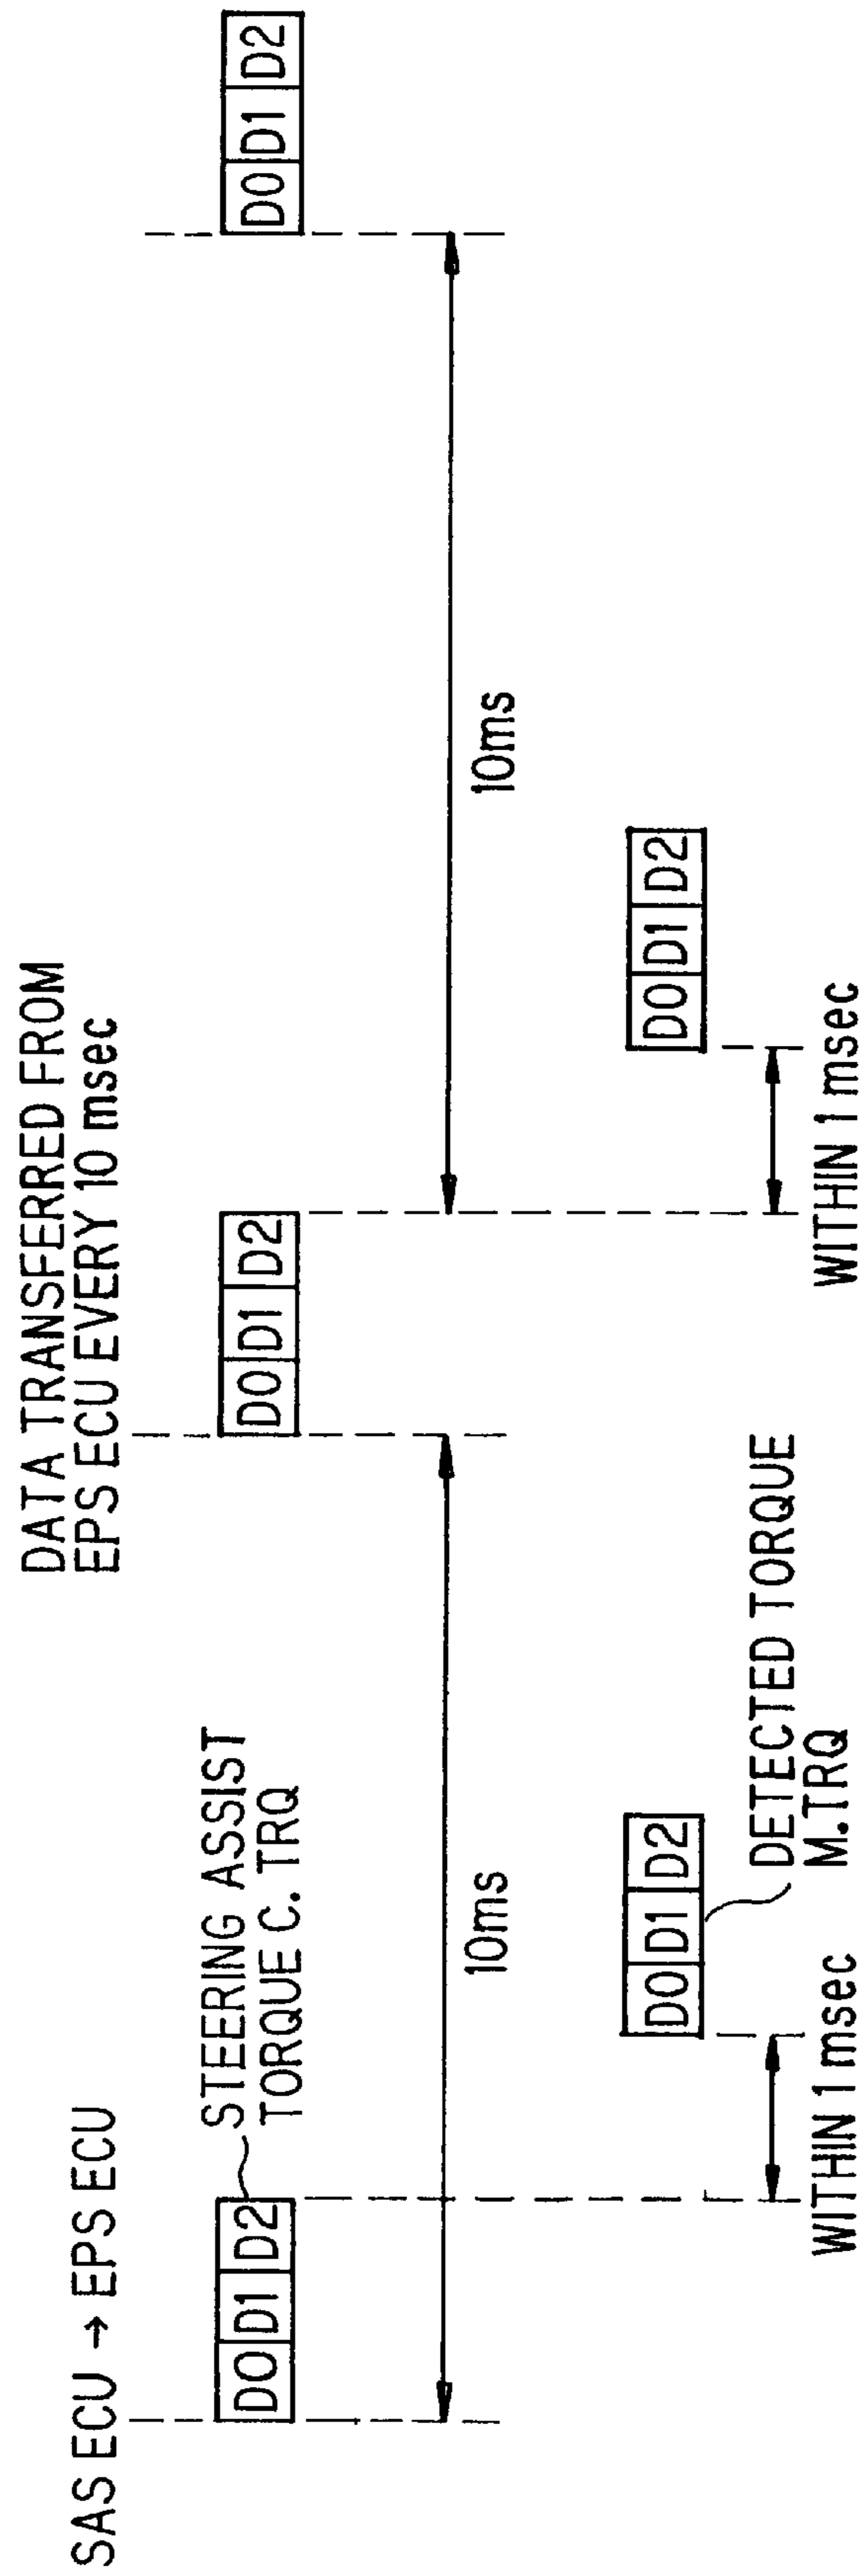 SAS ECU → EPS ECU
DATA TRANSFERRED FROM
EPS ECU EVERY 10 msec
D0 D1 D2
STEERING ASSIST
TORQUE C. TRQ
D0 D1 D2
D0 D1 D2
10ms
10ms
D0 D1 D2
D0 D1 D2
DETECTED TORQUE
M.TRQ
WITHIN 1 msec
WITHIN 1 msec